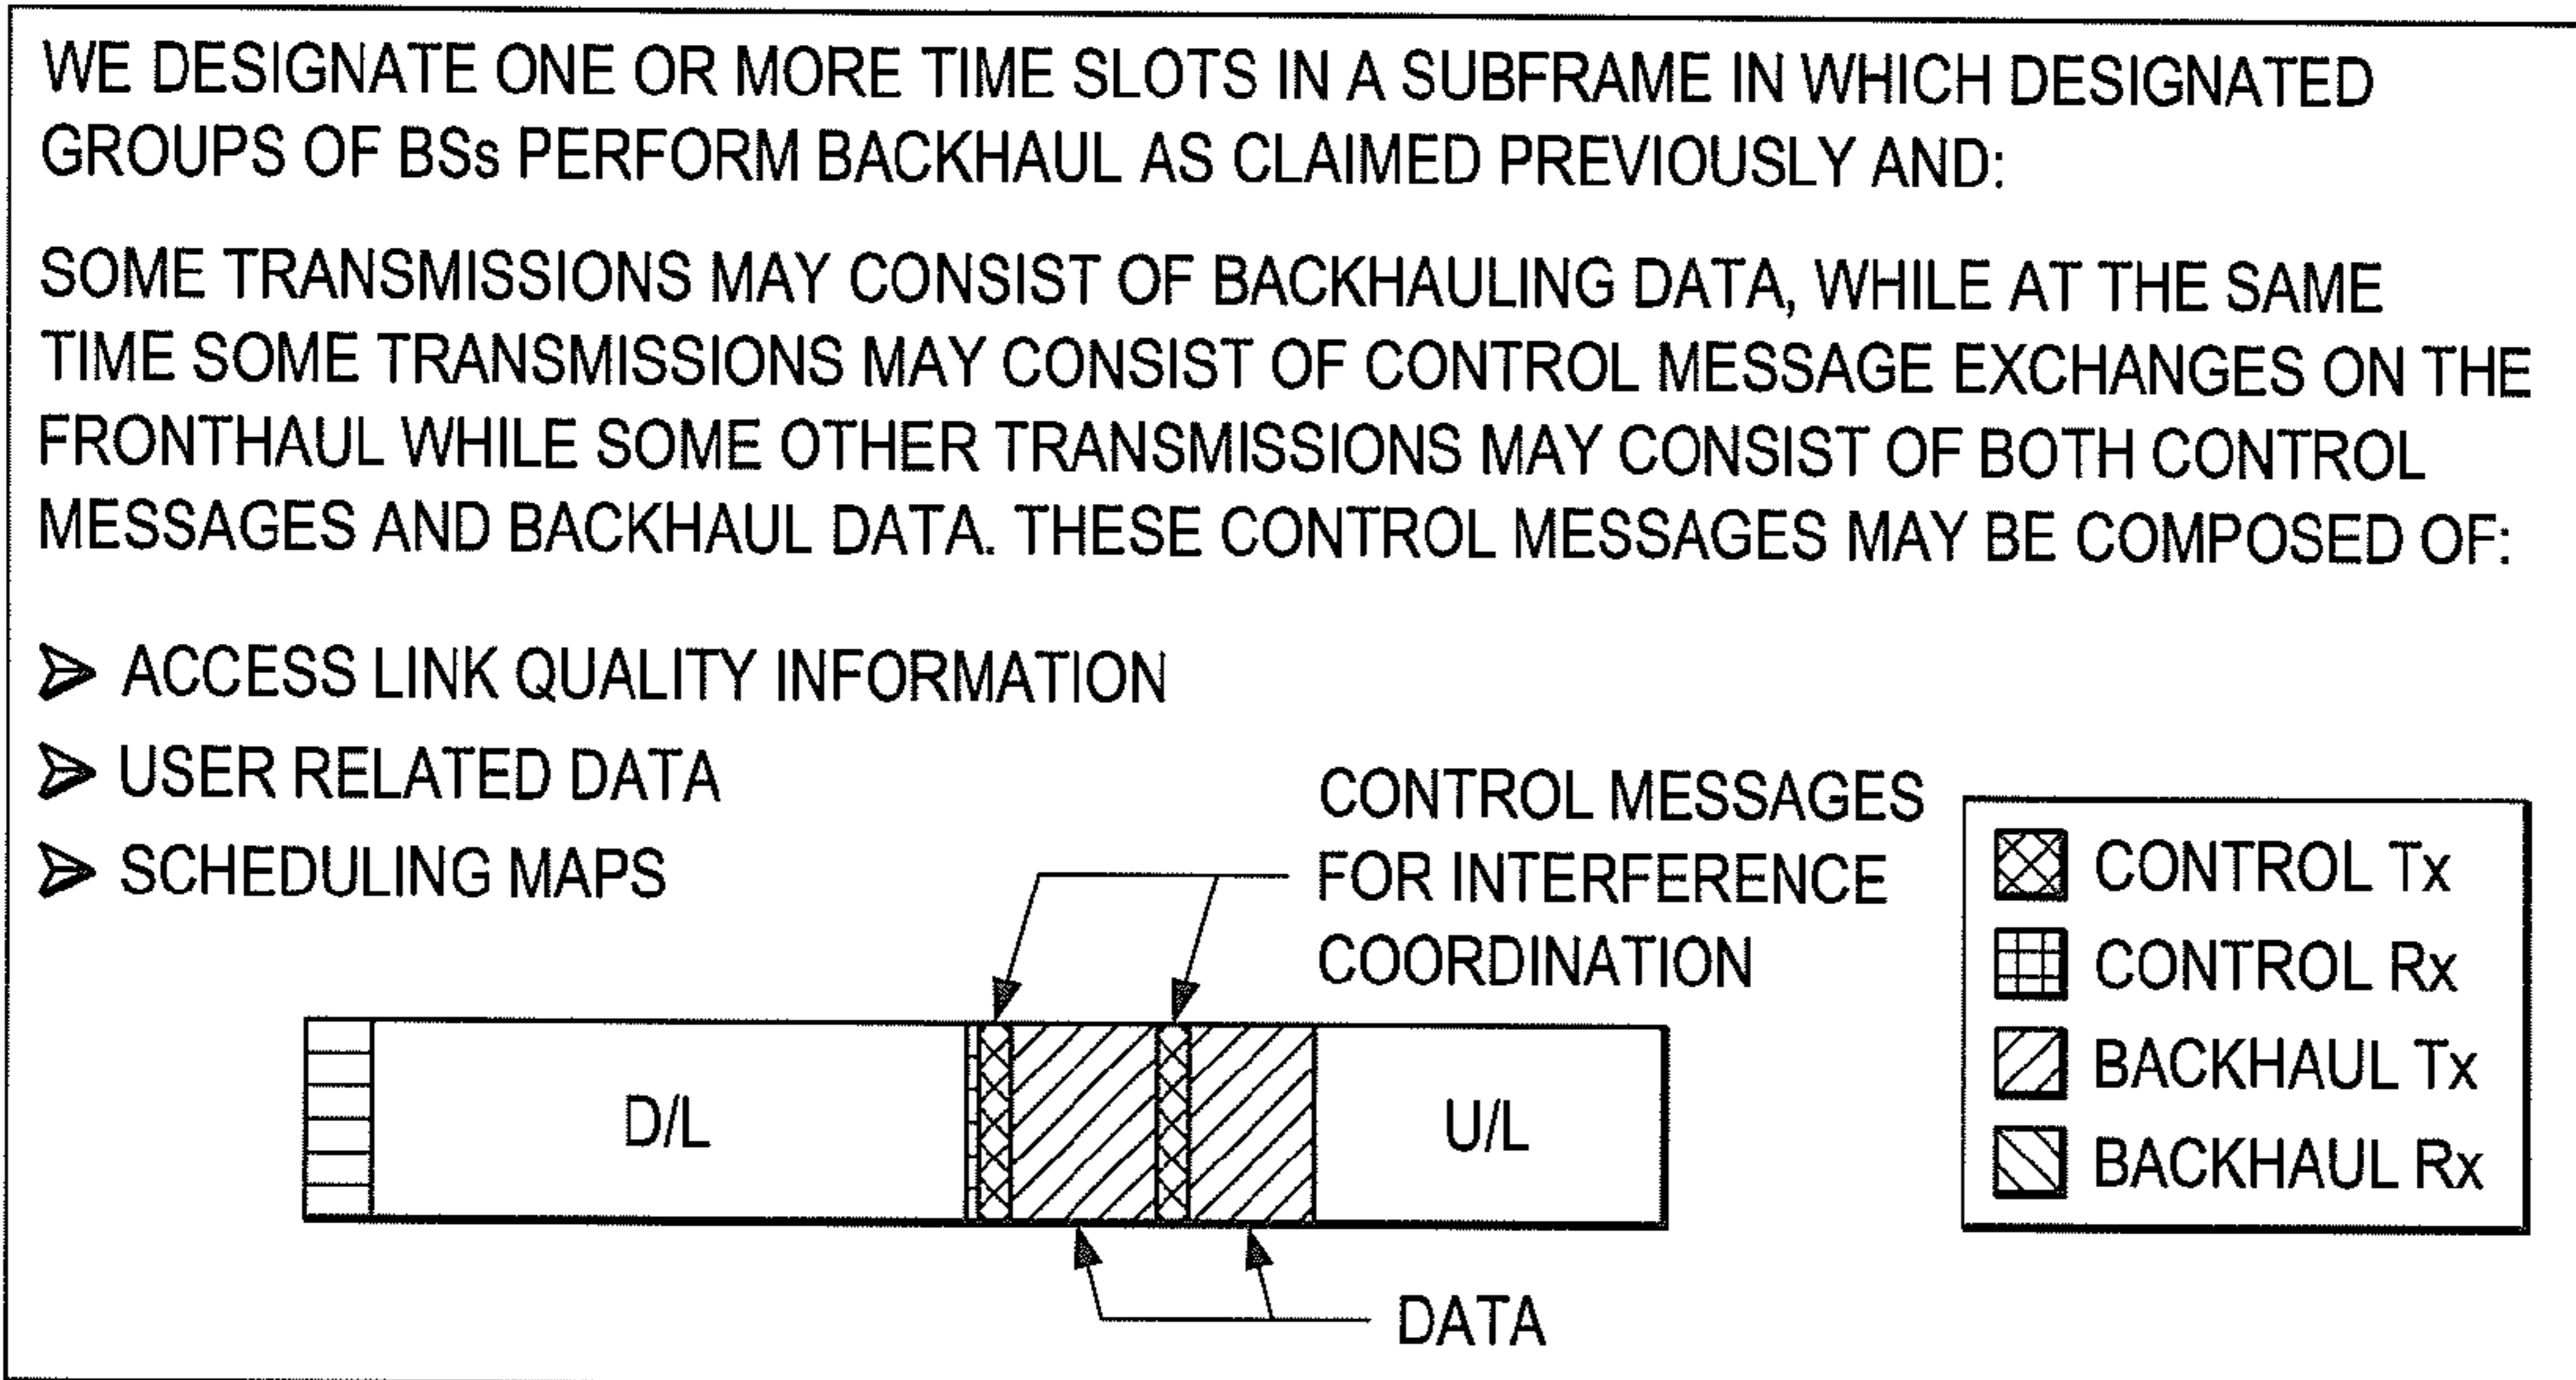 WE DESIGNATE ONE OR MORE TIME SLOTS IN A SUBFRAME IN WHICH DESIGNATED
GROUPS OF BSs PERFORM BACKHAUL AS CLAIMED PREVIOUSLY AND:
SOME TRANSMISSIONS MAY CONSIST OF BACKHAULING DATA, WHILE AT THE SAME
TIME SOME TRANSMISSIONS MAY CONSIST OF CONTROL MESSAGE EXCHANGES ON THE
FRONTHAUL WHILE SOME OTHER TRANSMISSIONS MAY CONSIST OF BOTH CONTROL
MESSAGES AND BACKHAUL DATA. THESE CONTROL MESSAGES MAY BE COMPOSED OF:
ACCESS LINK QUALITY INFORMATION
USER RELATED DATA
SCHEDULING MAPS
CONTROL MESSAGES
FOR INTERFERENCE
COORDINATION
CONTROL Tx
CONTROL Rx
BACKHAUL Tx
BACKHAUL Rx
D/L
U/L
DATA